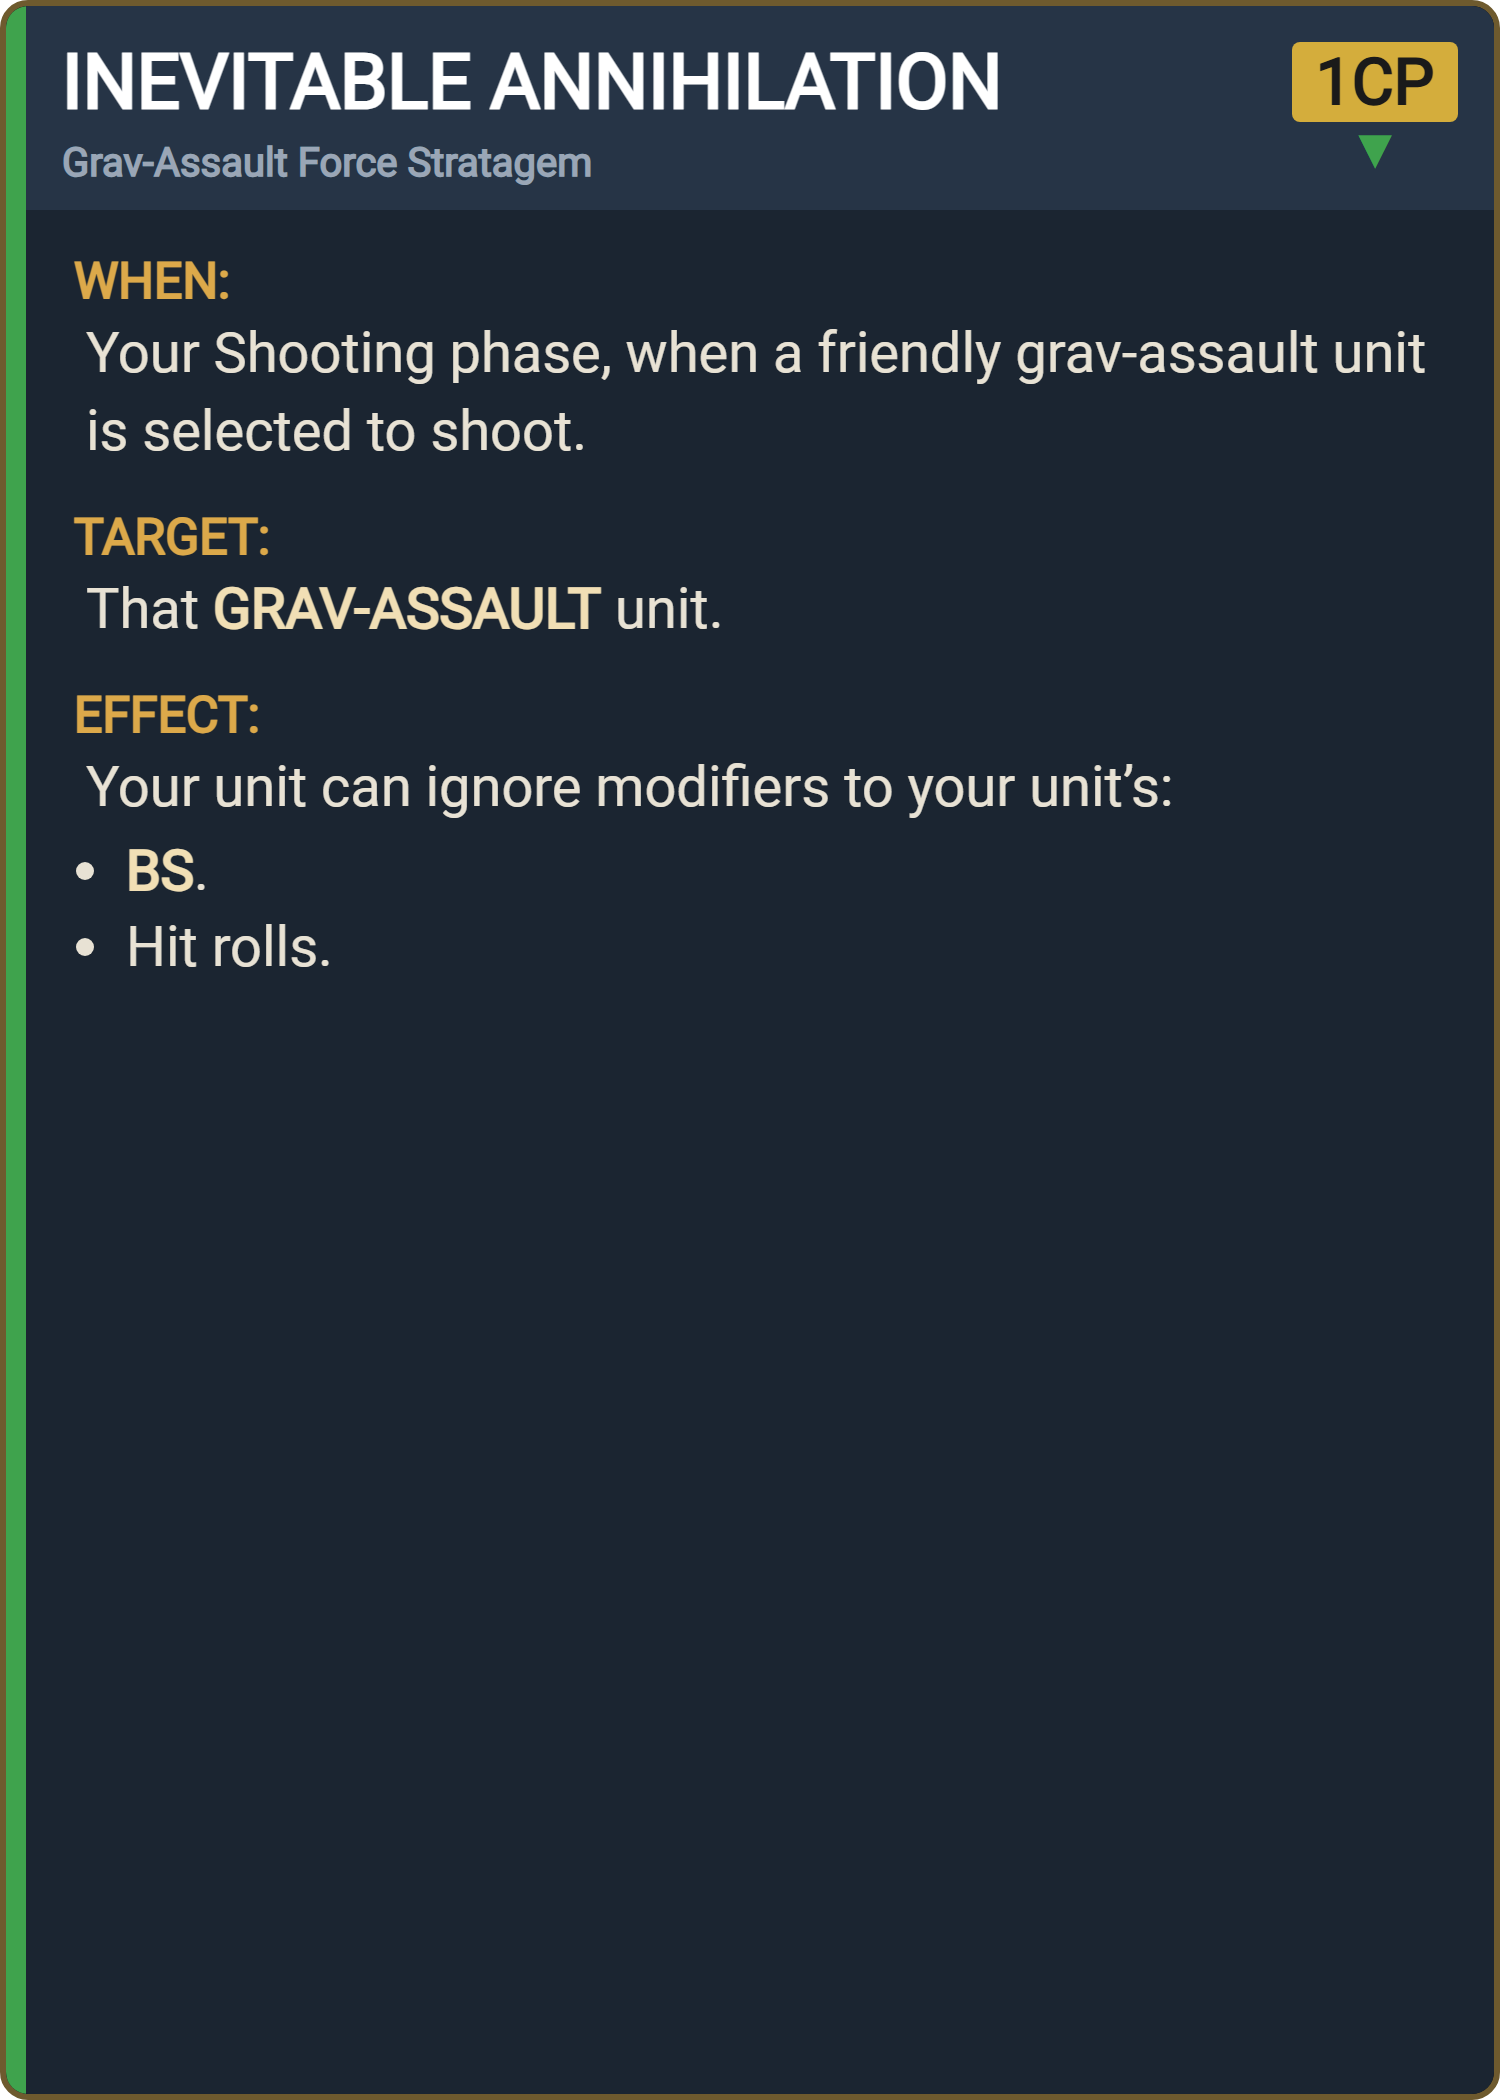 INEVITABLE ANNIHILATION
1CP
Grav-Assault Force Stratagem
WHEN:
Your Shooting phase, when a friendly grav-assault unit
is selected to shoot.
TARGET:
That GRAV-ASSAULT unit.
EFFECT:
Your unit can ignore modifiers to your unit’s:
• BS.
• Hit rolls.